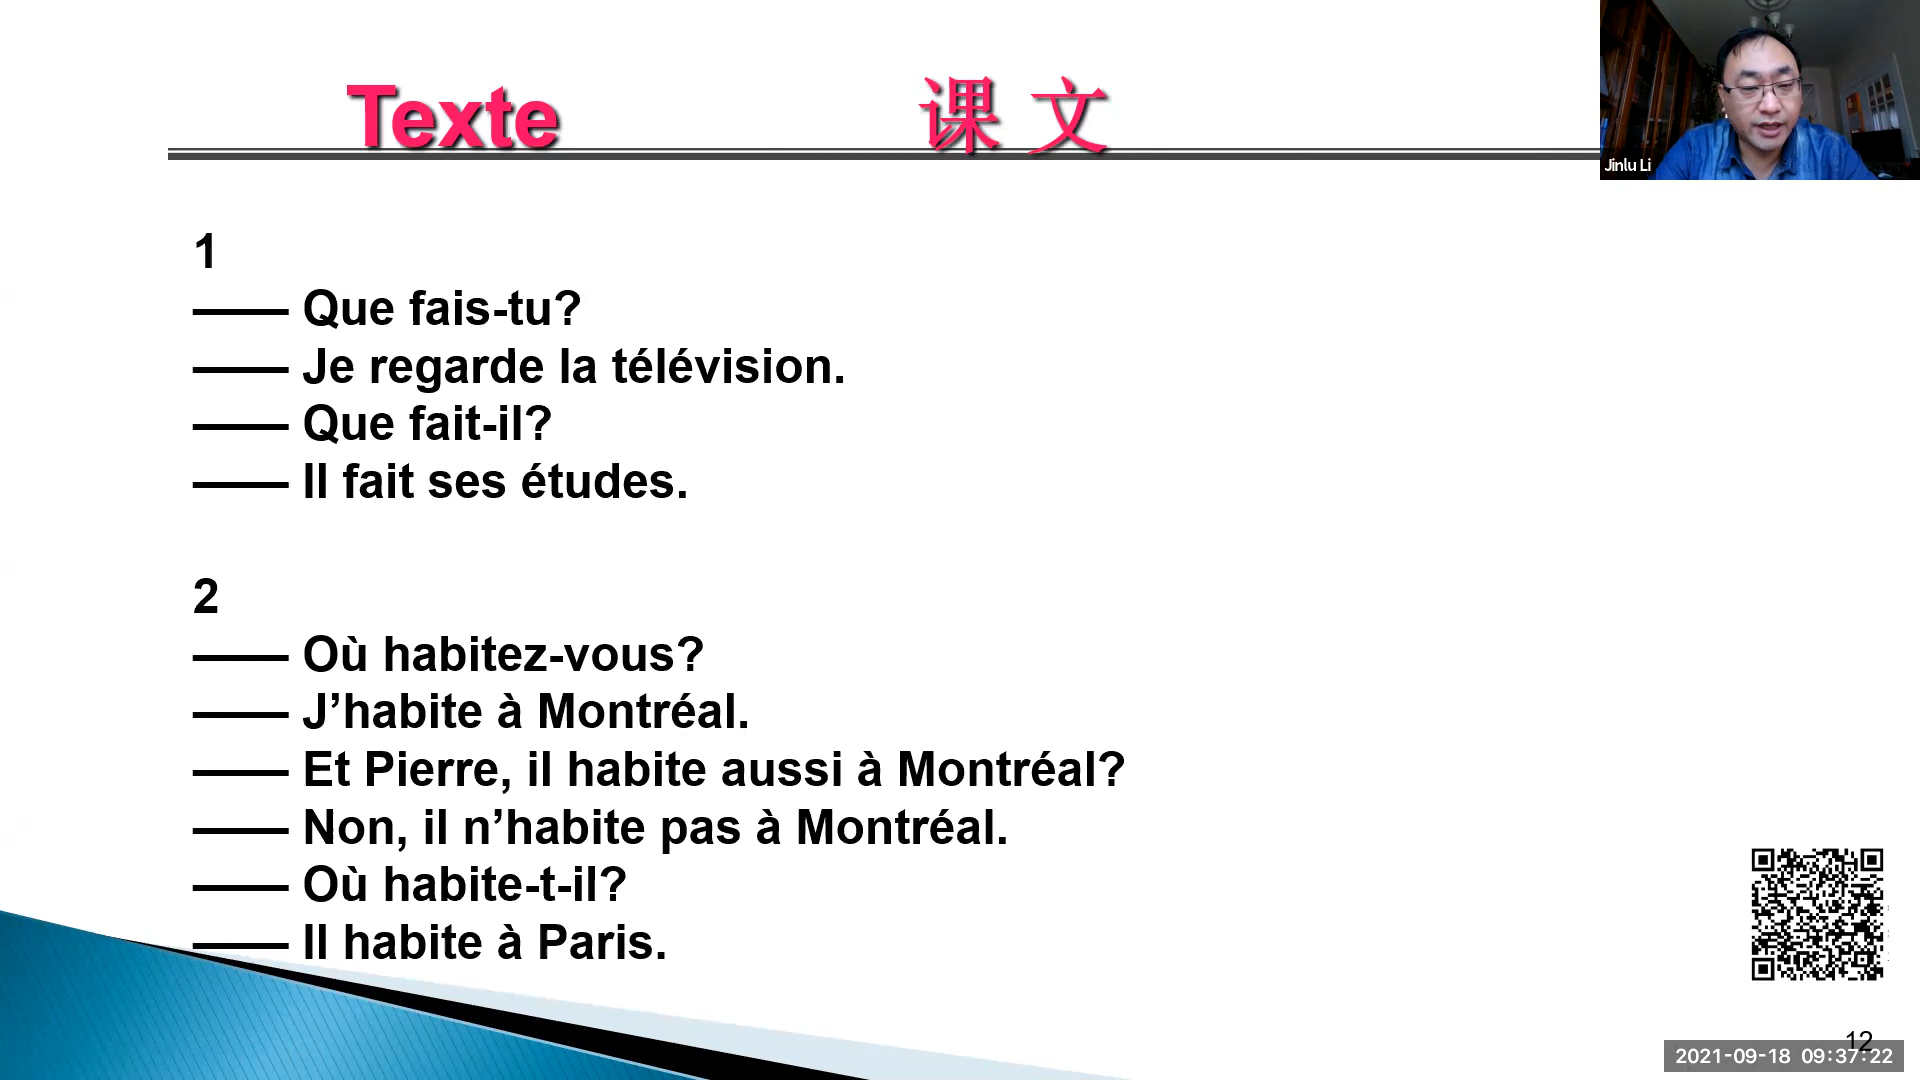 Texte 课 文
Jinlu Li
1
—— Que fais-tu?
—— Je regarde la télévision.
—— Que fait-il?
—— Il fait ses études.
2
—— Où habitez-vous?
—— J’habite à Montréal.
—— Et Pierre, il habite aussi à Montréal?
—— Non, il n’habite pas à Montréal.
—— Où habite-t-il?
—— Il habite à Paris.
12
2021-09-18 09:37:22